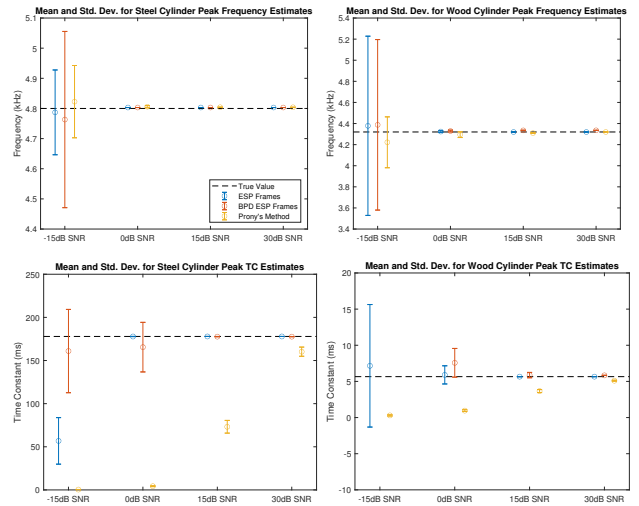 Mean and Std. Dev. for Steel Cylinder Peak Frequency Estimates
5.1
5
4.9
4.8
4.7
4.6
4.5
4.4
Frequency (kHz)
True Value
ESP Frames
BPD ESP Frames
Prony's Method
-15dB SNR 0dB SNR 15dB SNR 30dB SNR
Mean and Std. Dev. for Wood Cylinder Peak Frequency Estimates
5.4
5.2
5
4.8
4.6
4.4
4.2
4
3.8
3.6
3.4
Frequency (kHz)
-15dB SNR 0dB SNR 15dB SNR 30dB SNR
Mean and Std. Dev. for Steel Cylinder Peak TC Estimates
250
200
150
100
50
0
Time Constant (ms)
-15dB SNR 0dB SNR 15dB SNR 30dB SNR
Mean and Std. Dev. for Wood Cylinder Peak TC Estimates
20
15
10
5
0
-5
-10
Time Constant (ms)
-15dB SNR 0dB SNR 15dB SNR 30dB SNR